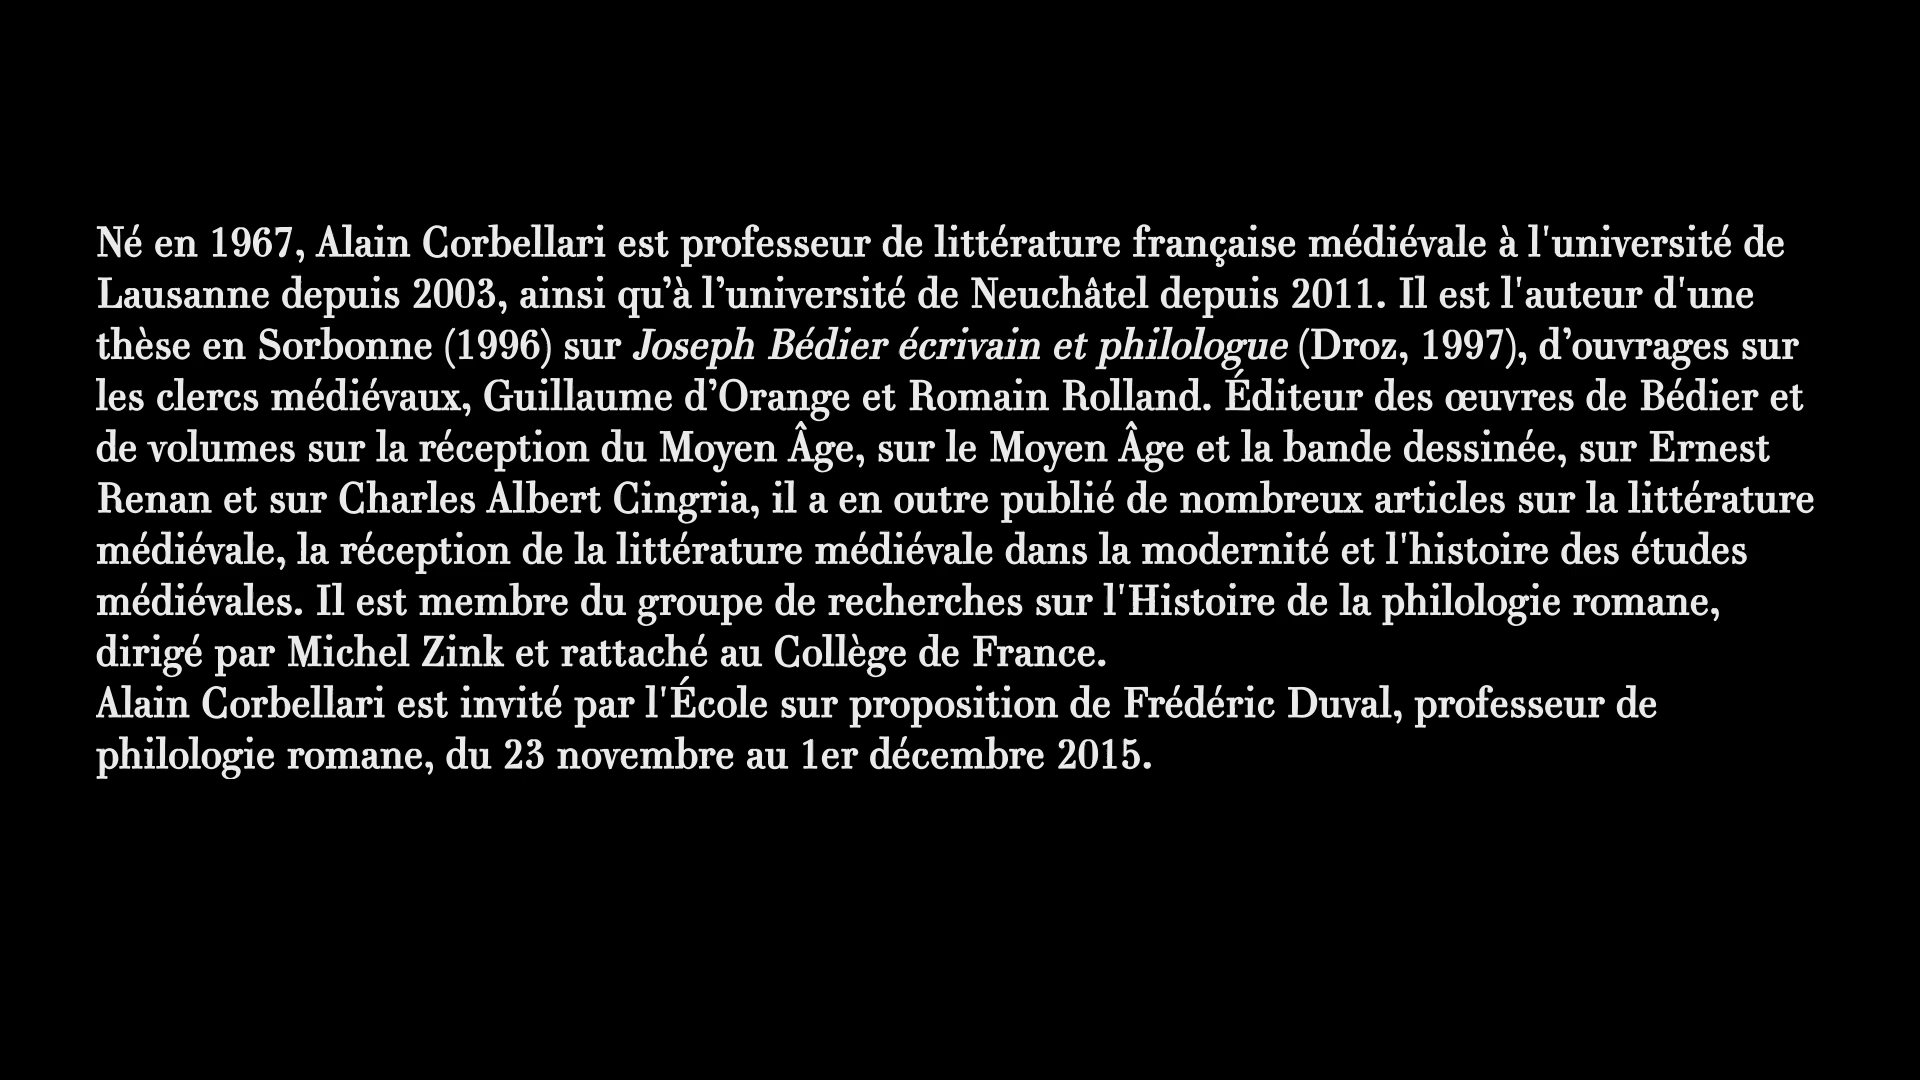 Né en 1967, Alain Corbellari est professeur de littérature française médiévale à l'université de
Lausanne depuis 2003, ainsi qu’à l’université de Neuchâtel depuis 2011. Il est l'auteur d'une
thèse en Sorbonne (1996) sur Joseph Bédier écrivain et philologue (Droz, 1997), d’ouvrages sur
les clercs médiévaux, Guillaume d’Orange et Romain Rolland. Éditeur des œuvres de Bédier et
de volumes sur la réception du Moyen Âge, sur le Moyen Âge et la bande dessinée, sur Ernest
Renan et sur Charles Albert Cingria, il a en outre publié de nombreux articles sur la littérature
médiévale, la réception de la littérature médiévale dans la modernité et l'histoire des études
médiévales. Il est membre du groupe de recherches sur l'Histoire de la philologie romane,
dirigé par Michel Zink et rattaché au Collège de France.
Alain Corbellari est invité par l'École sur proposition de Frédéric Duval, professeur de
philologie romane, du 23 novembre au 1er décembre 2015.